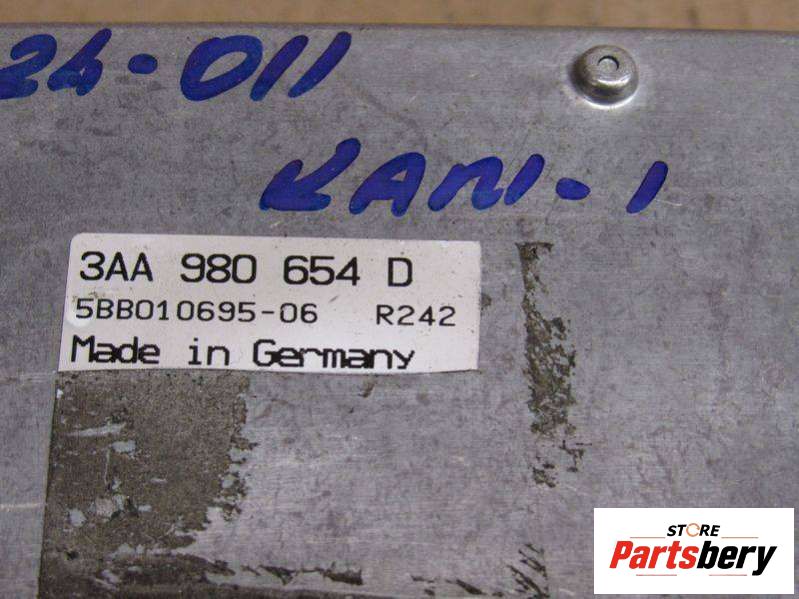 24-011
KANI-1
3AA 980 654 D
5BB010695-06 R242
Made in Germany
STORE
Partsbery